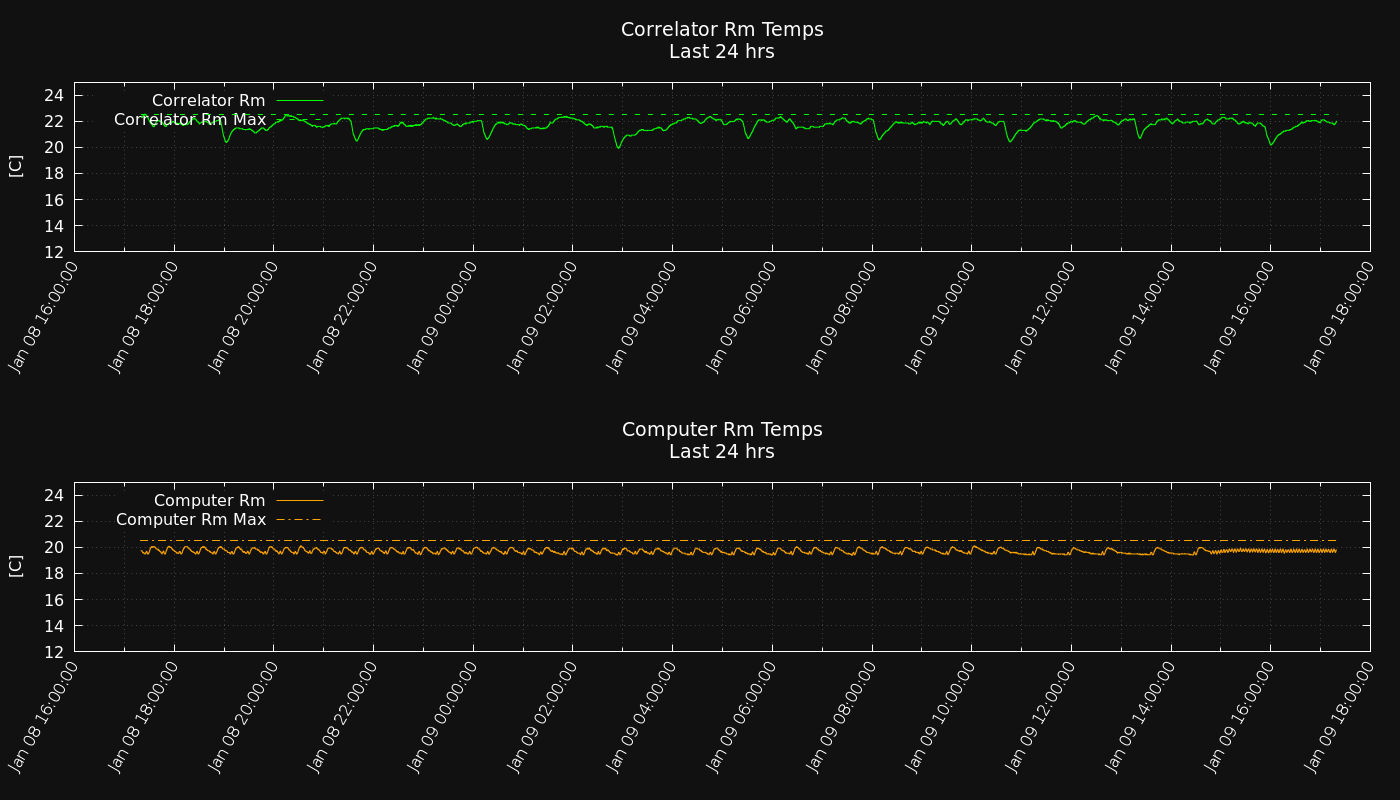 Correlator Rm Temps
Last 24 hrs
Correlator Rm
Correlator Rm Max
[C]
24
22
20
18
16
14
12
Jan 08 16:00:00
Jan 08 18:00:00
Jan 08 20:00:00
Jan 08 22:00:00
Jan 09 00:00:00
Jan 09 02:00:00
Jan 09 04:00:00
Jan 09 06:00:00
Jan 09 08:00:00
Jan 09 10:00:00
Jan 09 12:00:00
Jan 09 14:00:00
Jan 09 16:00:00
Jan 09 18:00:00
Computer Rm Temps
Last 24 hrs
Computer Rm
Computer Rm Max
[C]
24
22
20
18
16
14
12
Jan 08 16:00:00
Jan 08 18:00:00
Jan 08 20:00:00
Jan 08 22:00:00
Jan 09 00:00:00
Jan 09 02:00:00
Jan 09 04:00:00
Jan 09 06:00:00
Jan 09 08:00:00
Jan 09 10:00:00
Jan 09 12:00:00
Jan 09 14:00:00
Jan 09 16:00:00
Jan 09 18:00:00